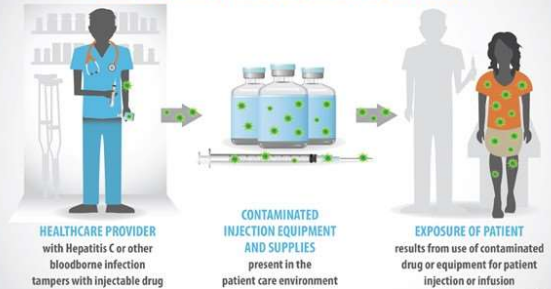 HEALTHCARE PROVIDER
with Hepatitis C or other
bloodborne infection
tampers with injectable drug
CONTAMINATED
INJECTION EQUIPMENT
AND SUPPLIES
present in the
patient care environment
EXPOSURE OF PATIENT
results from use of contaminated
drug or equipment for patient
injection or infusion